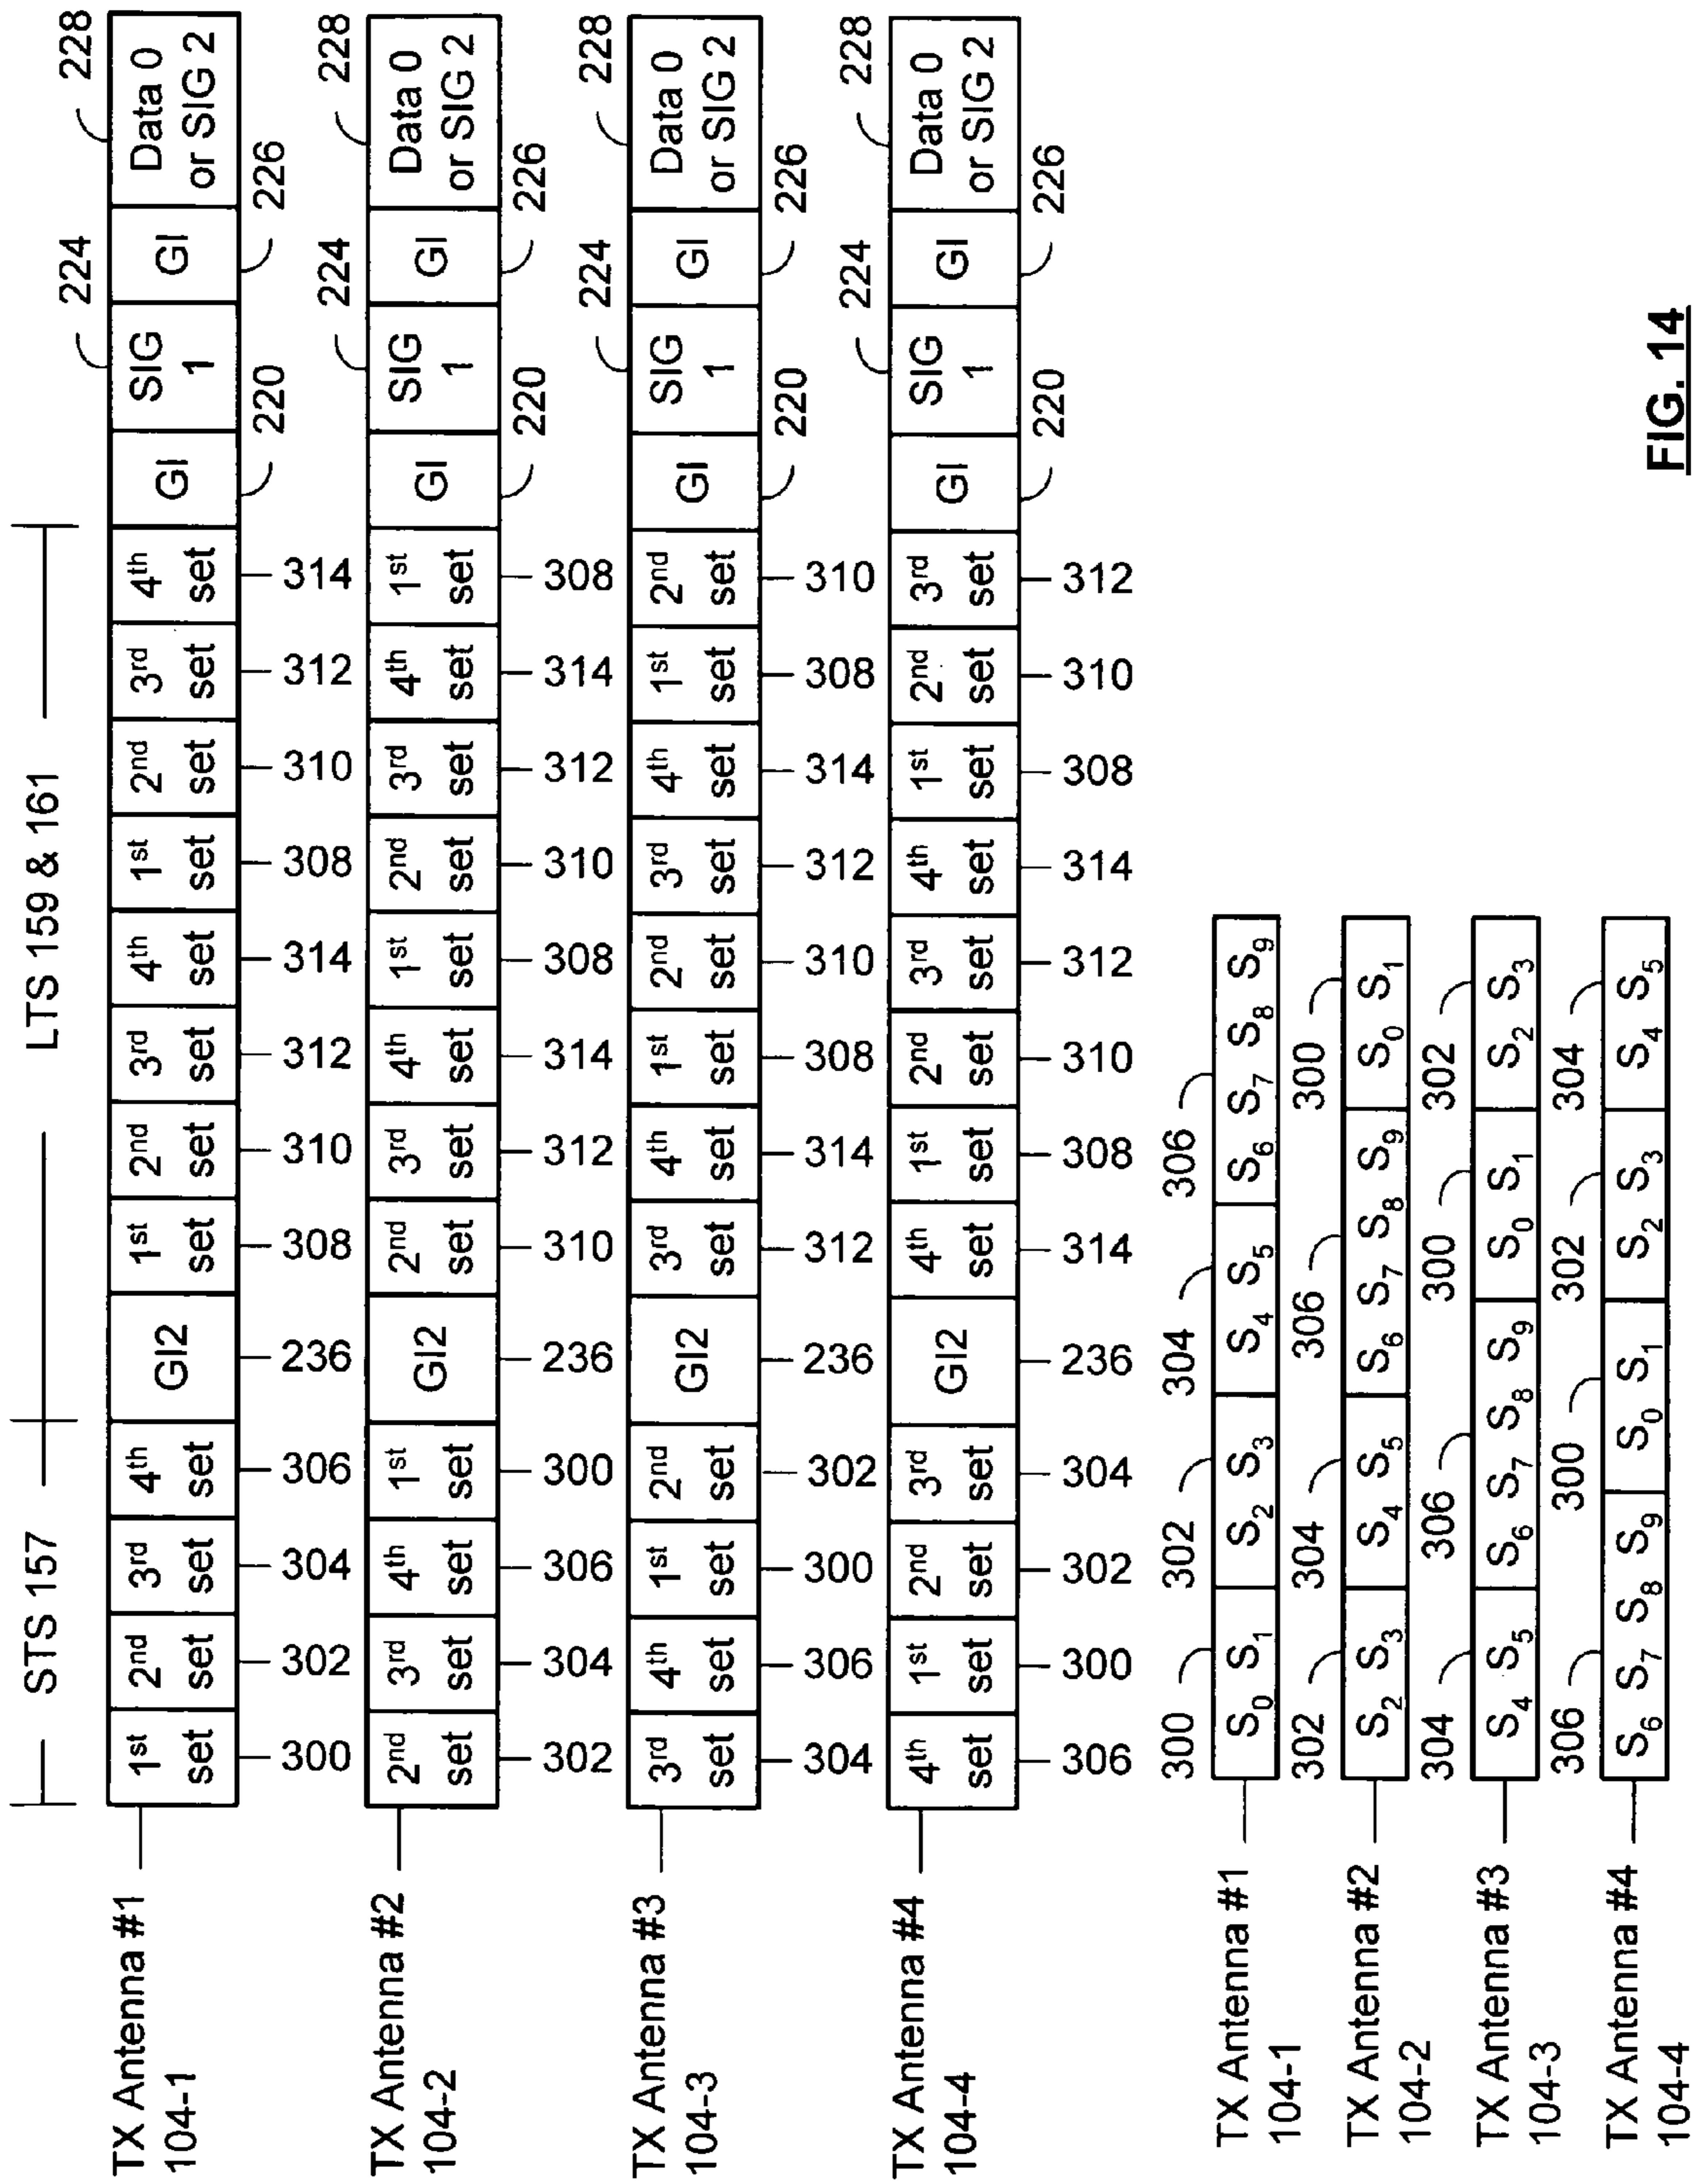 STS 157
LTS 159 & 161
TX Antenna #1
104-1
1st set
2nd set
3rd set
4th set
GI2
1st set
2nd set
3rd set
4th set
1st set
2nd set
3rd set
4th set
GI
SIG 1
GI
Data 0 or SIG 2
224
228
300
302
304
306
236
308
310
312
314
308
310
312
314
220
226
TX Antenna #2
104-2
2nd set
3rd set
4th set
1st set
GI2
2nd set
3rd set
4th set
1st set
2nd set
3rd set
4th set
1st set
GI
SIG 1
GI
Data 0 or SIG 2
224
228
302
304
306
300
236
310
312
314
308
310
312
314
308
220
226
TX Antenna #3
104-3
3rd set
4th set
1st set
2nd set
GI2
3rd set
4th set
1st set
2nd set
3rd set
4th set
1st set
2nd set
GI
SIG 1
GI
Data 0 or SIG 2
224
228
304
306
300
302
236
312
314
308
310
312
314
308
310
220
226
TX Antenna #4
104-4
4th set
1st set
2nd set
3rd set
GI2
4th set
1st set
2nd set
3rd set
4th set
1st set
2nd set
3rd set
GI
SIG 1
GI
Data 0 or SIG 2
224
228
306
300
302
304
236
314
308
310
312
314
308
310
312
220
226
300
302
304
306
TX Antenna #1
104-1
S0 S1 S2 S3 S4 S5 S6 S7 S8 S9
302
304
306
300
TX Antenna #2
104-2
S2 S3 S4 S5 S6 S7 S8 S9 S0 S1
304
306
300
302
TX Antenna #3
104-3
S4 S5 S6 S7 S8 S9 S0 S1 S2 S3
306
300
302
304
TX Antenna #4
104-4
S6 S7 S8 S9 S0 S1 S2 S3 S4 S5
FIG. 14